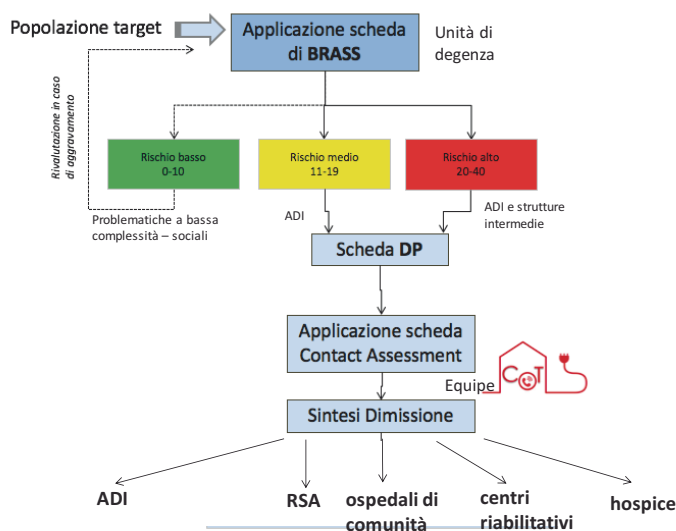 Popolazione target
Applicazione scheda
di BRASS
Unità di
degenza
Rivalutazione in caso
di aggravamento
Rischio basso
0-10
Rischio medio
11-19
Rischio alto
20-40
Problematiche a bassa
complessità – sociali
ADI
ADI e strutture
intermedie
Scheda DP
Applicazione scheda
Contact Assessment
Equipe
COT
Sintesi Dimissione
ADI
RSA
ospedali di
comunità
centri
riabilitativi
hospice